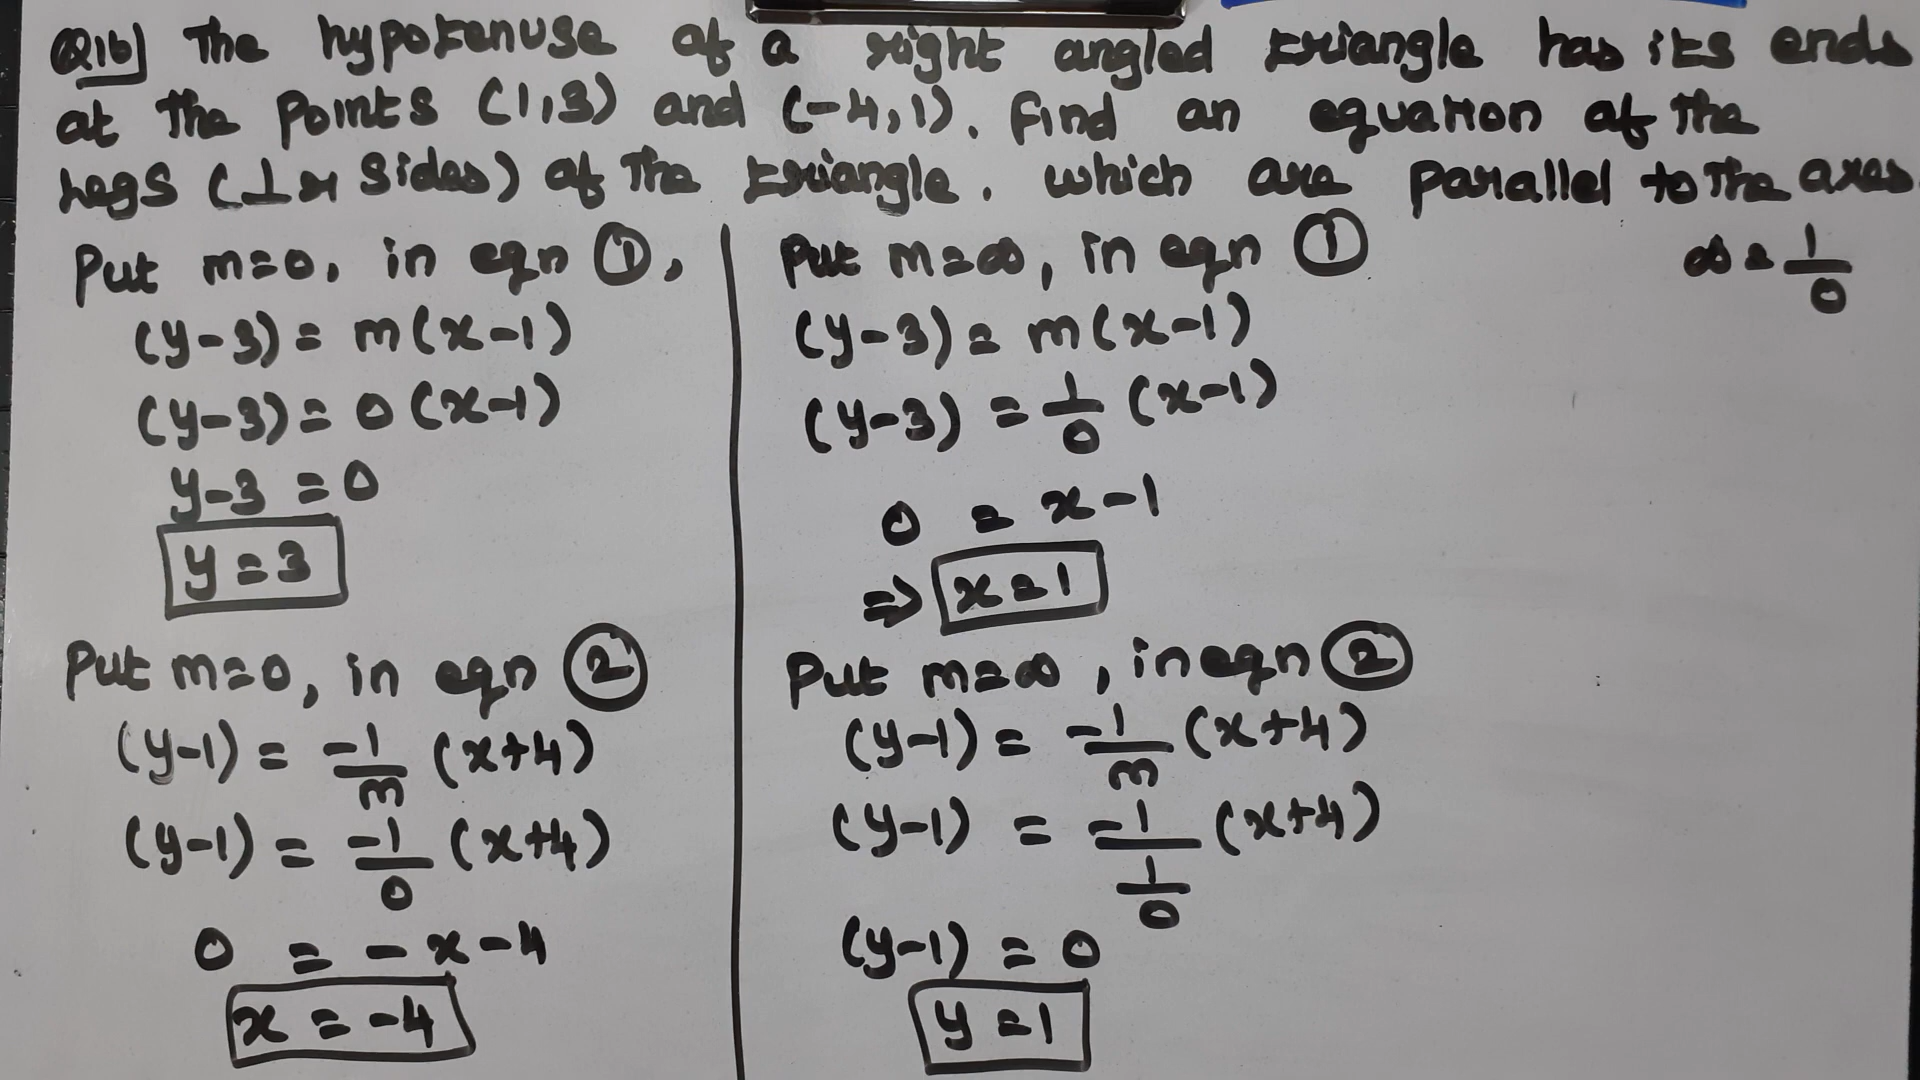 Q16) The hypotenuse of a right angled triangle has its ends
at the points (1,3) and (-4,1). Find an equation of the
legs (⊥r sides) of the triangle. which are parallel to the axes.
Put m=0, in eqn ①,
(y-3) = m(x-1)
(y-3) = 0(x-1)
y-3 = 0
y = 3
Put m=0, in eqn ②
(y-1) = -1/m (x+4)
(y-1) = -1/0 (x+4)
0 = -x-4
x = -4
Put m=∞, in eqn ①
∞ = 1/0
(y-3) = m(x-1)
(y-3) = 1/0 (x-1)
0 = x-1
⇒ x=1
Put m=∞, in eqn ②
(y-1) = -1/m (x+4)
(y-1) = -1/(1/0) (x+4)
(y-1) = 0
y=1